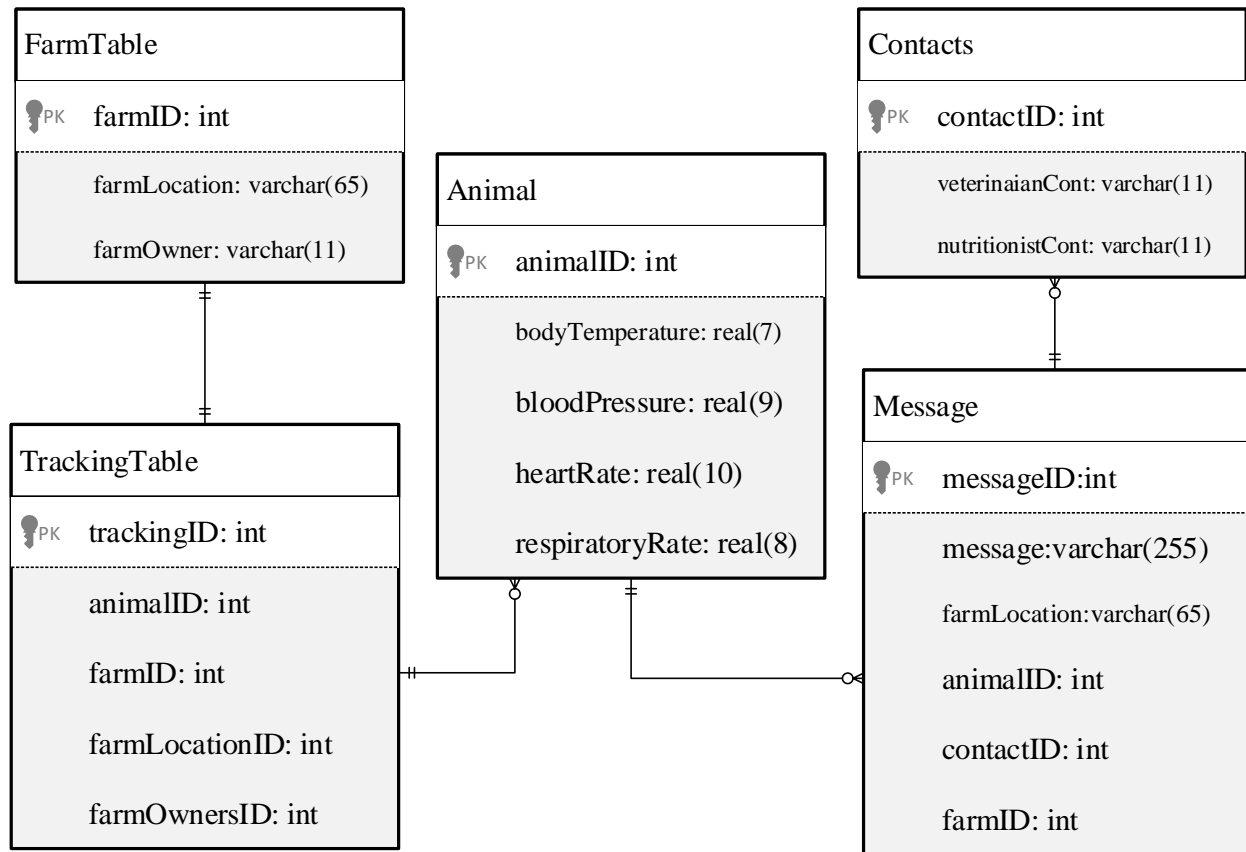 FarmTable
PK farmID: int
farmLocation: varchar(65)
farmOwner: varchar(11)
TrackingTable
PK trackingID: int
animalID: int
farmID: int
farmLocationID: int
farmOwnersID: int
Animal
PK animalID: int
bodyTemperature: real(7)
bloodPressure: real(9)
heartRate: real(10)
respiratoryRate: real(8)
Contacts
PK contactID: int
veterinaianCont: varchar(11)
nutritionistCont: varchar(11)
Message
PK messageID:int
message:varchar(255)
farmLocation:varchar(65)
animalID: int
contactID: int
farmID: int